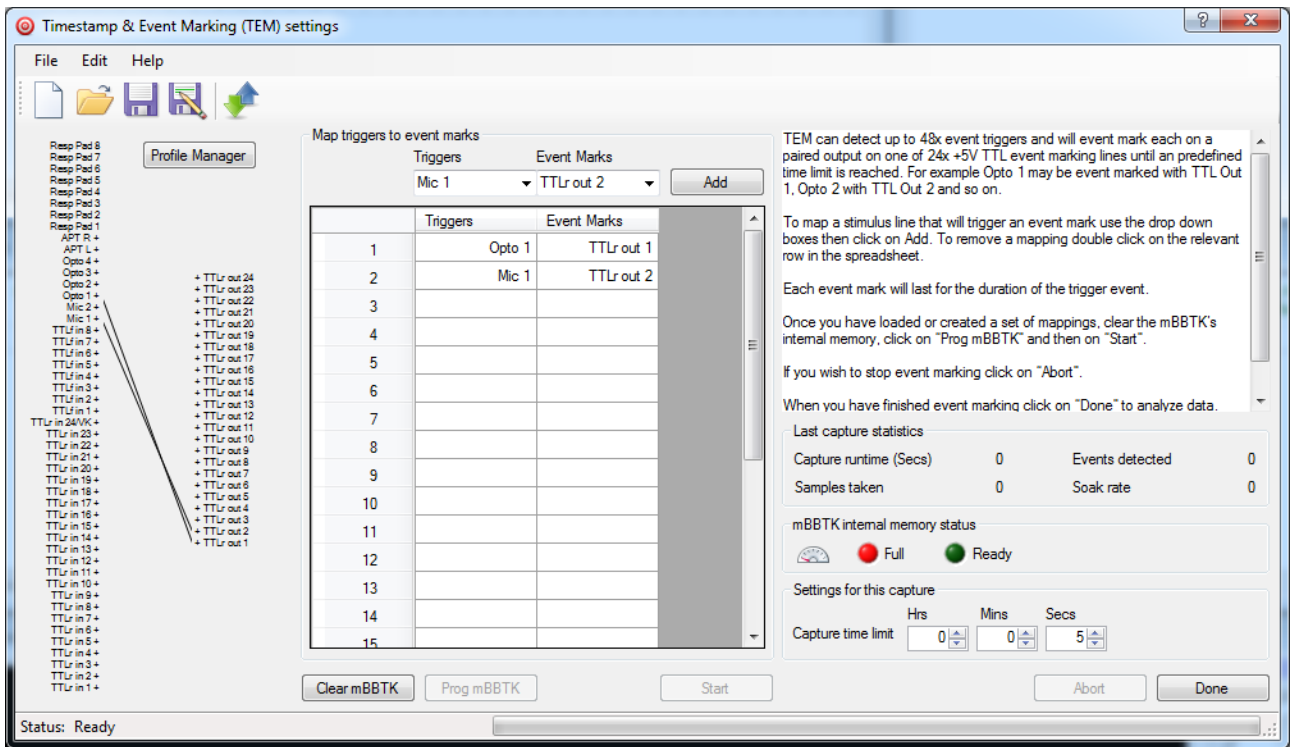 Timestamp & Event Marking (TEM) settings
File Edit Help
Profile Manager
Resp Pad 8
Resp Pad 7
Resp Pad 6
Resp Pad 5
Resp Pad 4
Resp Pad 3
Resp Pad 2
Resp Pad 1
APT R +
APT L +
Opto 4 +
Opto 3 +
Opto 2 +
Opto 1 +
Mic 2 +
Mic 1 +
TTLf in 8 +
TTLf in 7 +
TTLf in 6 +
TTLf in 5 +
TTLf in 4 +
TTLf in 3 +
TTLf in 2 +
TTLf in 1 +
TTLr in 24/VK +
TTLr in 23 +
TTLr in 22 +
TTLr in 21 +
TTLr in 20 +
TTLr in 19 +
TTLr in 18 +
TTLr in 17 +
TTLr in 16 +
TTLr in 15 +
TTLr in 14 +
TTLr in 13 +
TTLr in 12 +
TTLr in 11 +
TTLr in 10 +
TTLr in 9 +
TTLr in 8 +
TTLr in 7 +
TTLr in 6 +
TTLr in 5 +
TTLr in 4 +
TTLr in 3 +
TTLr in 2 +
TTLr in 1 +
+ TTLr out 24
+ TTLr out 23
+ TTLr out 22
+ TTLr out 21
+ TTLr out 20
+ TTLr out 19
+ TTLr out 18
+ TTLr out 17
+ TTLr out 16
+ TTLr out 15
+ TTLr out 14
+ TTLr out 13
+ TTLr out 12
+ TTLr out 11
+ TTLr out 10
+ TTLr out 9
+ TTLr out 8
+ TTLr out 7
+ TTLr out 6
+ TTLr out 5
+ TTLr out 4
+ TTLr out 3
+ TTLr out 2
+ TTLr out 1
Map triggers to event marks
Triggers Event Marks
Mic 1 TTLr out 2 Add
Triggers Event Marks
1 Opto 1 TTLr out 1
2 Mic 1 TTLr out 2
3
4
5
6
7
8
9
10
11
12
13
14
15
TEM can detect up to 48x event triggers and will event mark each on a
paired output on one of 24x +5V TTL event marking lines until an predefined
time limit is reached. For example Opto 1 may be event marked with TTL Out
1, Opto 2 with TTL Out 2 and so on.
To map a stimulus line that will trigger an event mark use the drop down
boxes then click on Add. To remove a mapping double click on the relevant
row in the spreadsheet.
Each event mark will last for the duration of the trigger event.
Once you have loaded or created a set of mappings, clear the mBBTK's
internal memory, click on "Prog mBBTK" and then on "Start".
If you wish to stop event marking click on "Abort".
When you have finished event marking click on "Done" to analyze data.
Last capture statistics
Capture runtime (Secs) 0 Events detected 0
Samples taken 0 Soak rate 0
mBBTK internal memory status
Full Ready
Settings for this capture
Hrs Mins Secs
Capture time limit 0 0 5
Clear mBBTK Prog mBBTK Start Abort Done
Status: Ready